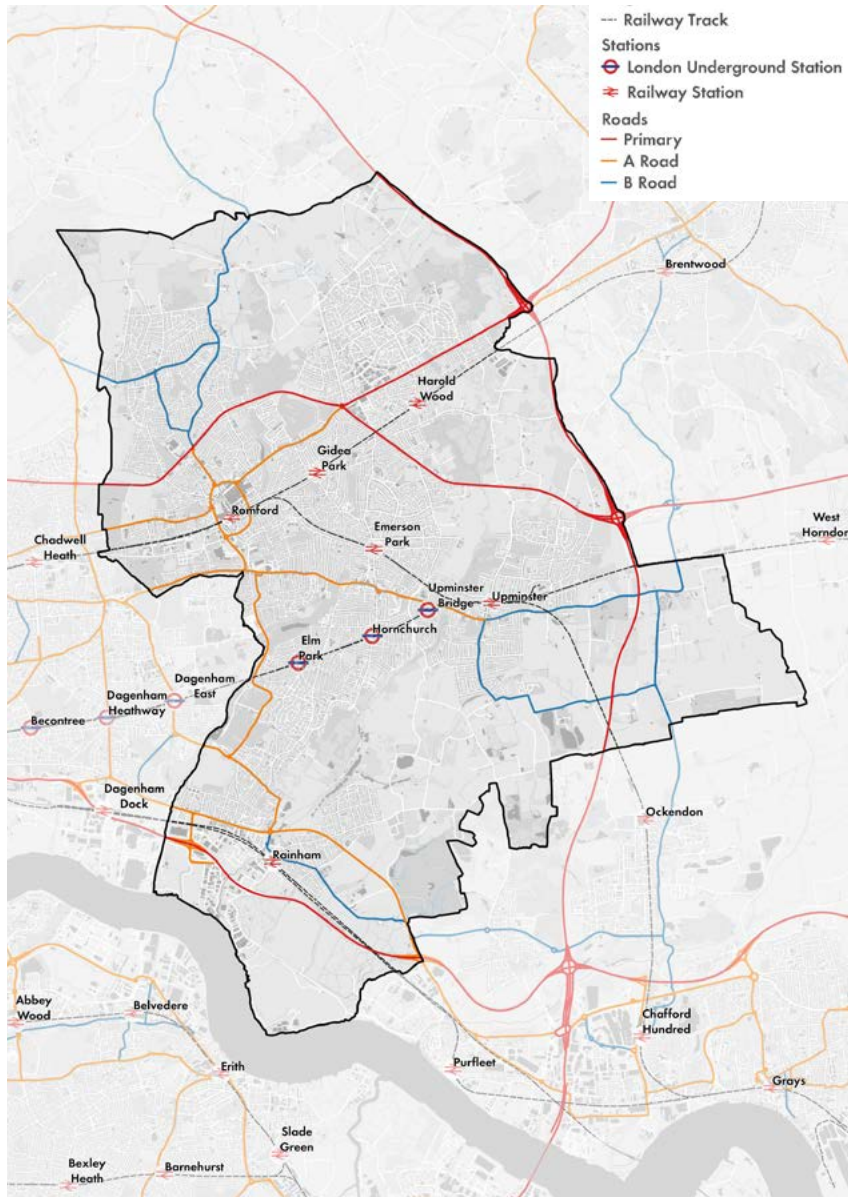 Railway Track
Stations
London Underground Station
Railway Station
Roads
Primary
A Road
B Road
Brentwood
Harold
Wood
Gidea
Park
Romford
Chadwell
Heath
Emerson
Park
West
Horndon
Upminster
Bridge
Upminster
Hornchurch
Elm
Park
Dagenham
East
Dagenham
Heathway
Becontree
Dagenham
Dock
Ockendon
Rainham
Abbey
Wood
Belvedere
Chafford
Hundred
Erith
Purfleet
Grays
Slade
Green
Bexley
Heath
Barnehurst